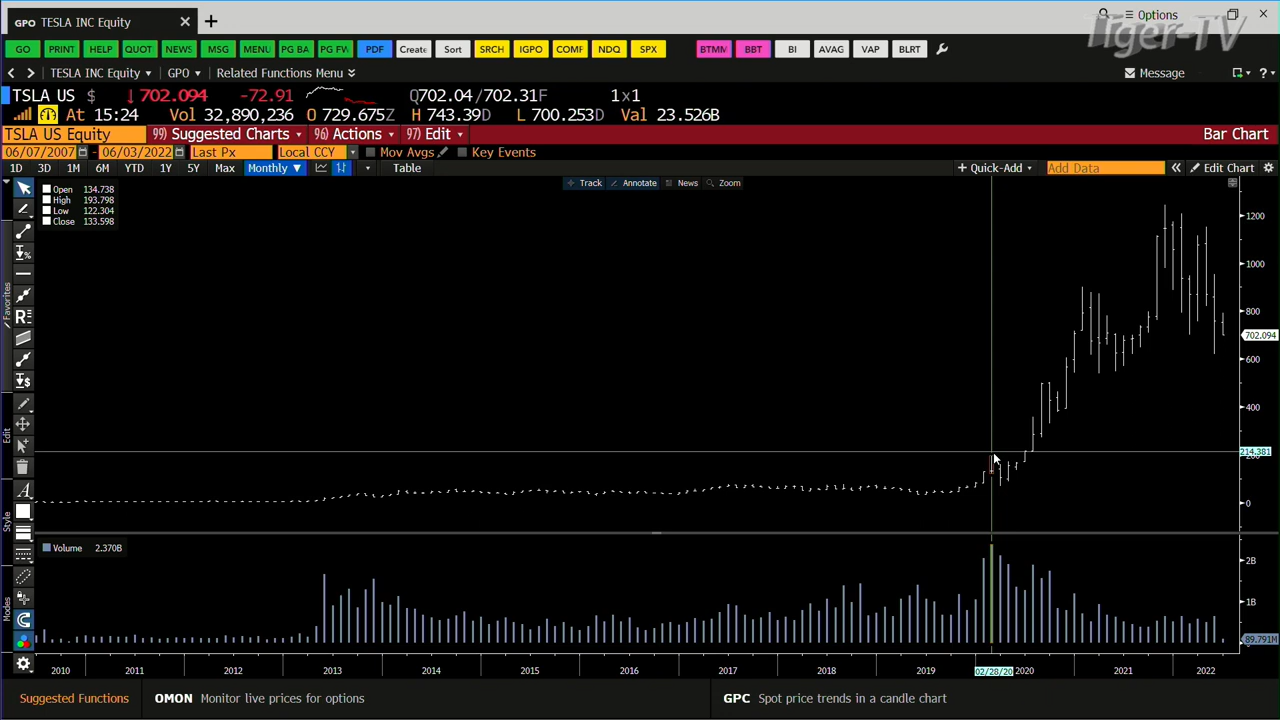 GPO TESLA INC Equity
Options
Tiger-TV
GO PRINT HELP QUOT NEWS MSG MENU PG BA PG FW PDF Create Sort SRCH IGPO COMF NDQ SPX BTMM BBT BI AVAG VAP BLRT
TESLA INC Equity GPO Related Functions Menu Message ?
TSLA US $ ↓702.094 -72.91 Q702.04/702.31F 1x1
At 15:24 Vol 32,890,236 O 729.675Z H 743.39D L 700.253D Val 23.526B
TSLA US Equity 99) Suggested Charts 96) Actions 97) Edit Bar Chart
06/07/2007 - 06/03/2022 Last Px Local CCY Mov Avgs Key Events
1D 3D 1M 6M YTD 1Y 5Y Max Monthly ▼ Table + Quick-Add Add Data « Edit Chart
Track Annotate News Zoom
Open 134.738
High 193.798
Low 122.304
Close 133.598
1200
1000
800
702.094
600
400
214.381
200
0
Favorites
Edit
Style
Modes
Volume 2.370B
2B
1B
89.791M
2010 2011 2012 2013 2014 2015 2016 2017 2018 2019 02/28/20 2020 2021 2022
Suggested Functions OMON Monitor live prices for options GPC Spot price trends in a candle chart